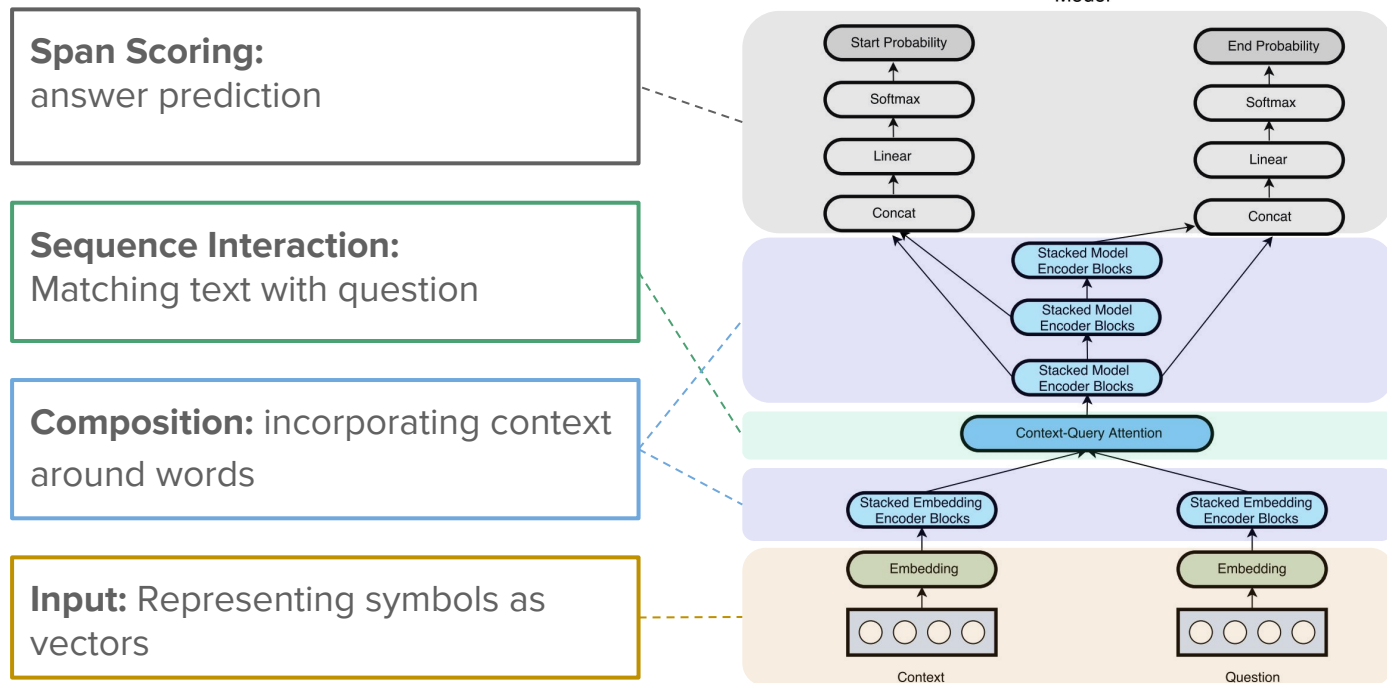 Model
Span Scoring:
answer prediction
Sequence Interaction:
Matching text with question
Composition: incorporating context
around words
Input: Representing symbols as
vectors
Start Probability
End Probability
Softmax
Softmax
Linear
Linear
Concat
Concat
Stacked Model
Encoder Blocks
Stacked Model
Encoder Blocks
Stacked Model
Encoder Blocks
Context-Query Attention
Stacked Embedding
Encoder Blocks
Stacked Embedding
Encoder Blocks
Embedding
Embedding
Context
Question